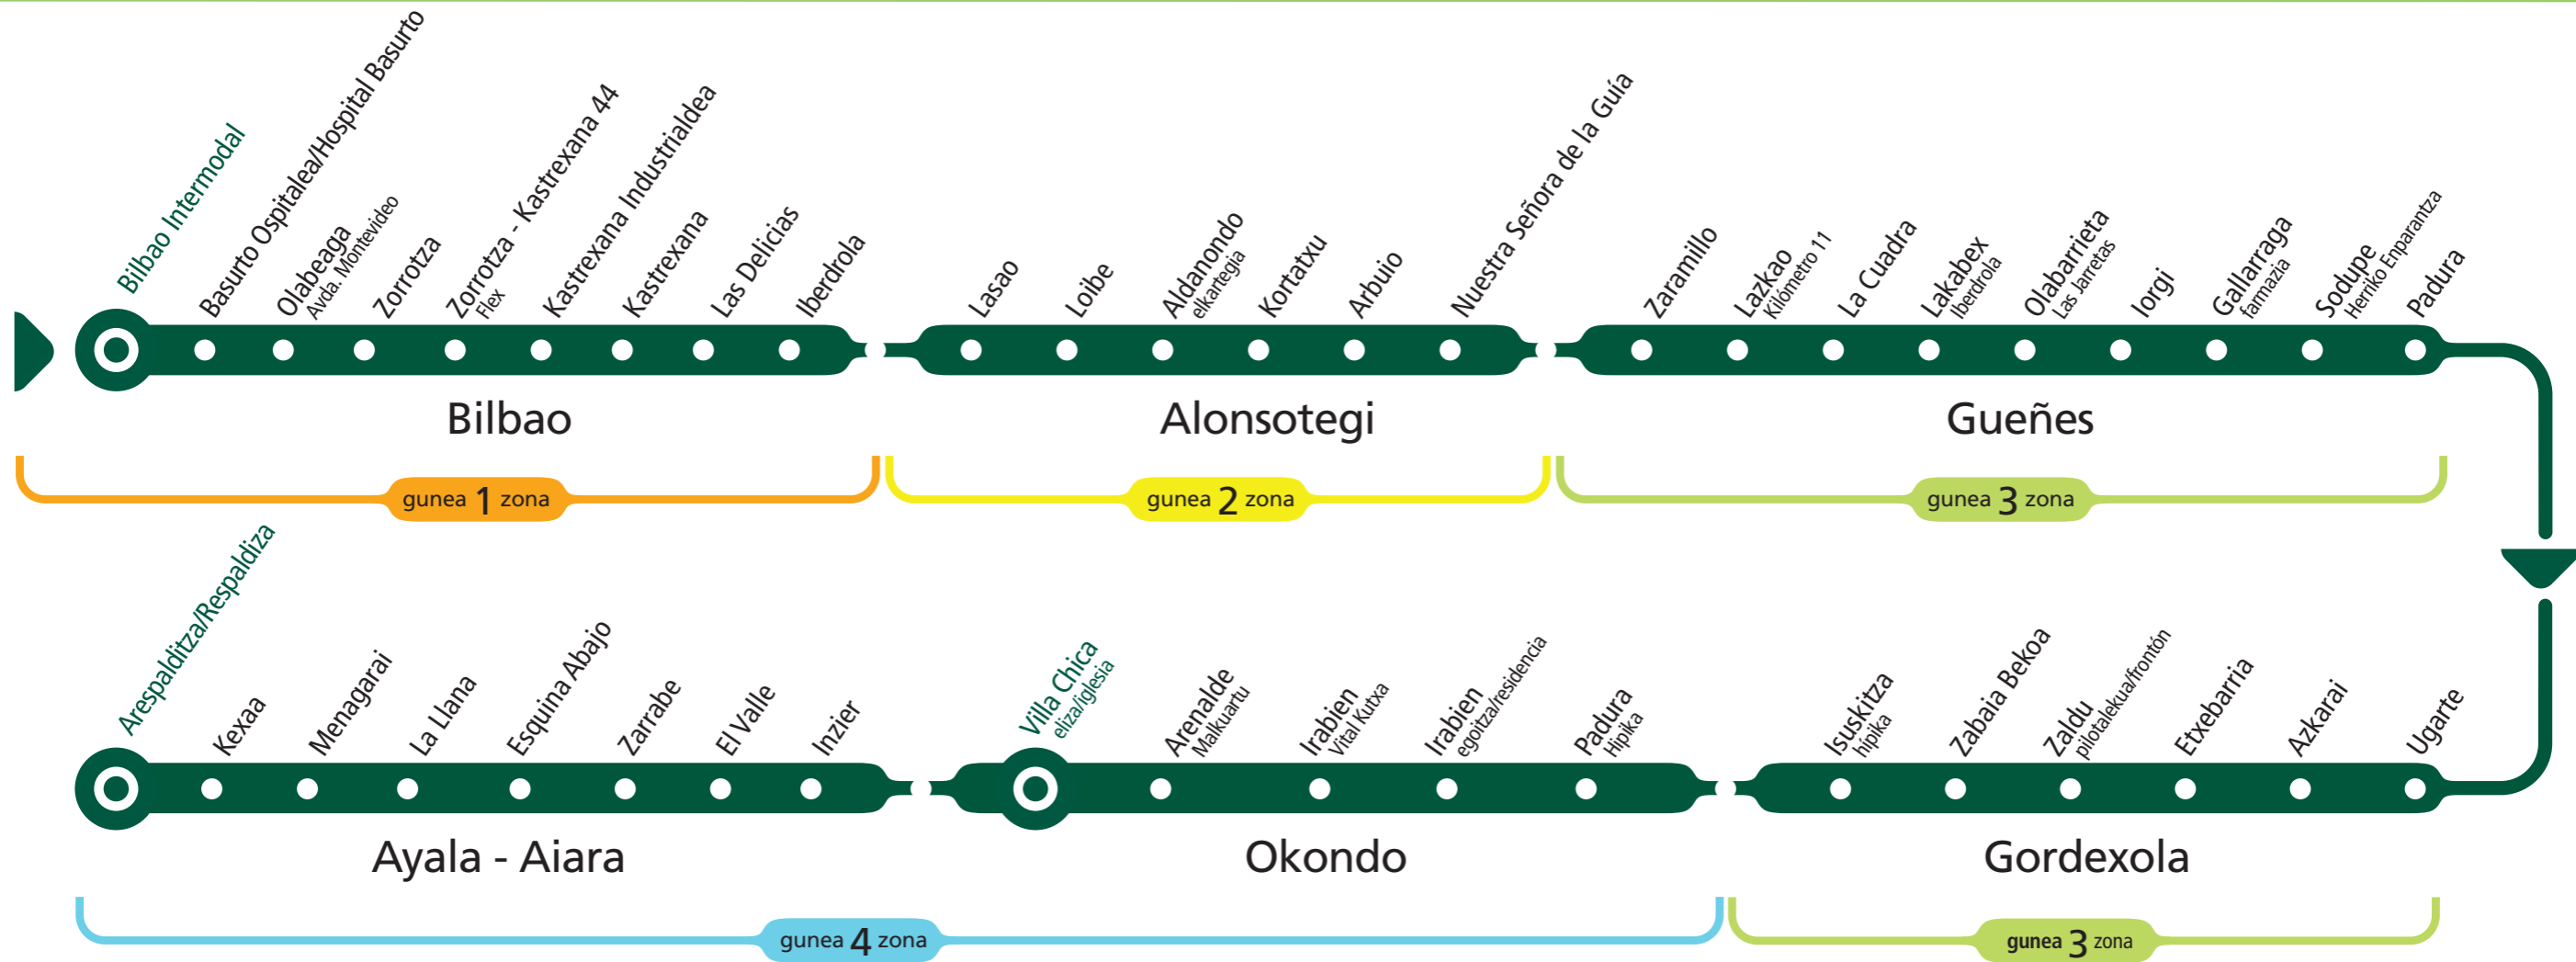 Bilbao Intermodal
Basurto Ospitalea/Hospital Basurto
Olabeaga
Avda. Montevideo
Zorrotza
Zorrotza - Kastrexana 44
Flex
Kastrexana Industrialdea
Kastrexana
Las Delicias
Iberdrola
Lasao
Loibe
Aldanondo
elkartegia
Kortatxu
Arbuio
Nuestra Señora de la Guía
Zaramillo
Lazkao
Kilómetro 11
La Cuadra
Lakabex
Iberdrola
Olabarrieta
Las Jarretas
Iorgi
Gallarraga
farmazia
Sodupe
Herriko Enparantza
Padura
Bilbao
Alonsotegi
Gueñes
gunea 1 zona
gunea 2 zona
gunea 3 zona
Arespalditza/Respaldiza
Kexaa
Menagarai
La Llana
Esquina Abajo
Zarrabe
El Valle
Inzier
Villa Chica
eliza/iglesia
Arenalde
Malkuartu
Irabien
Vital Kutxa
Irabien
egoitza/residencia
Padura
Hipika
Isuskitza
hípika
Zabaia Bekoa
Zaldu
pilotalekua/frontón
Etxebarria
Azkarai
Ugarte
Ayala - Aiara
Okondo
Gordexola
gunea 4 zona
gunea 3 zona